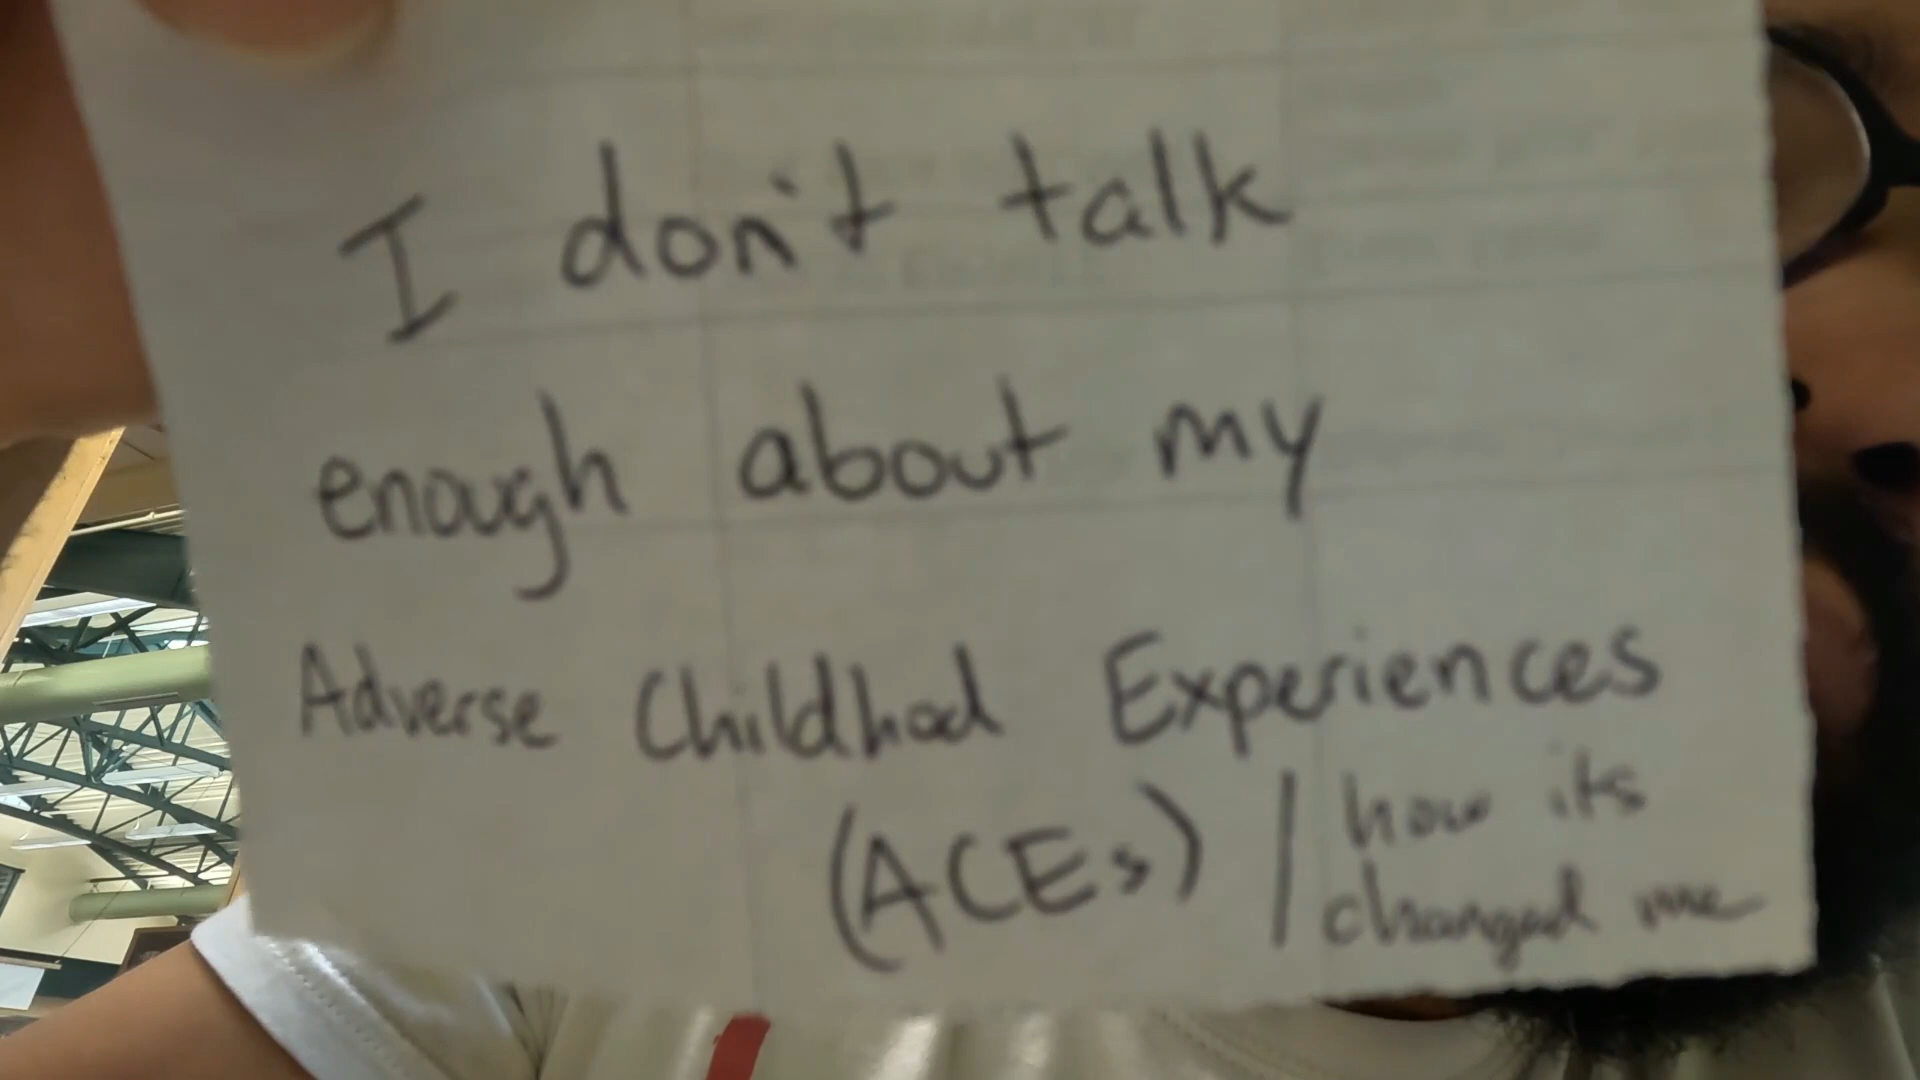 I don't talk
enough about my
Adverse Childhood Experiences
(ACEs) / how its
changed me